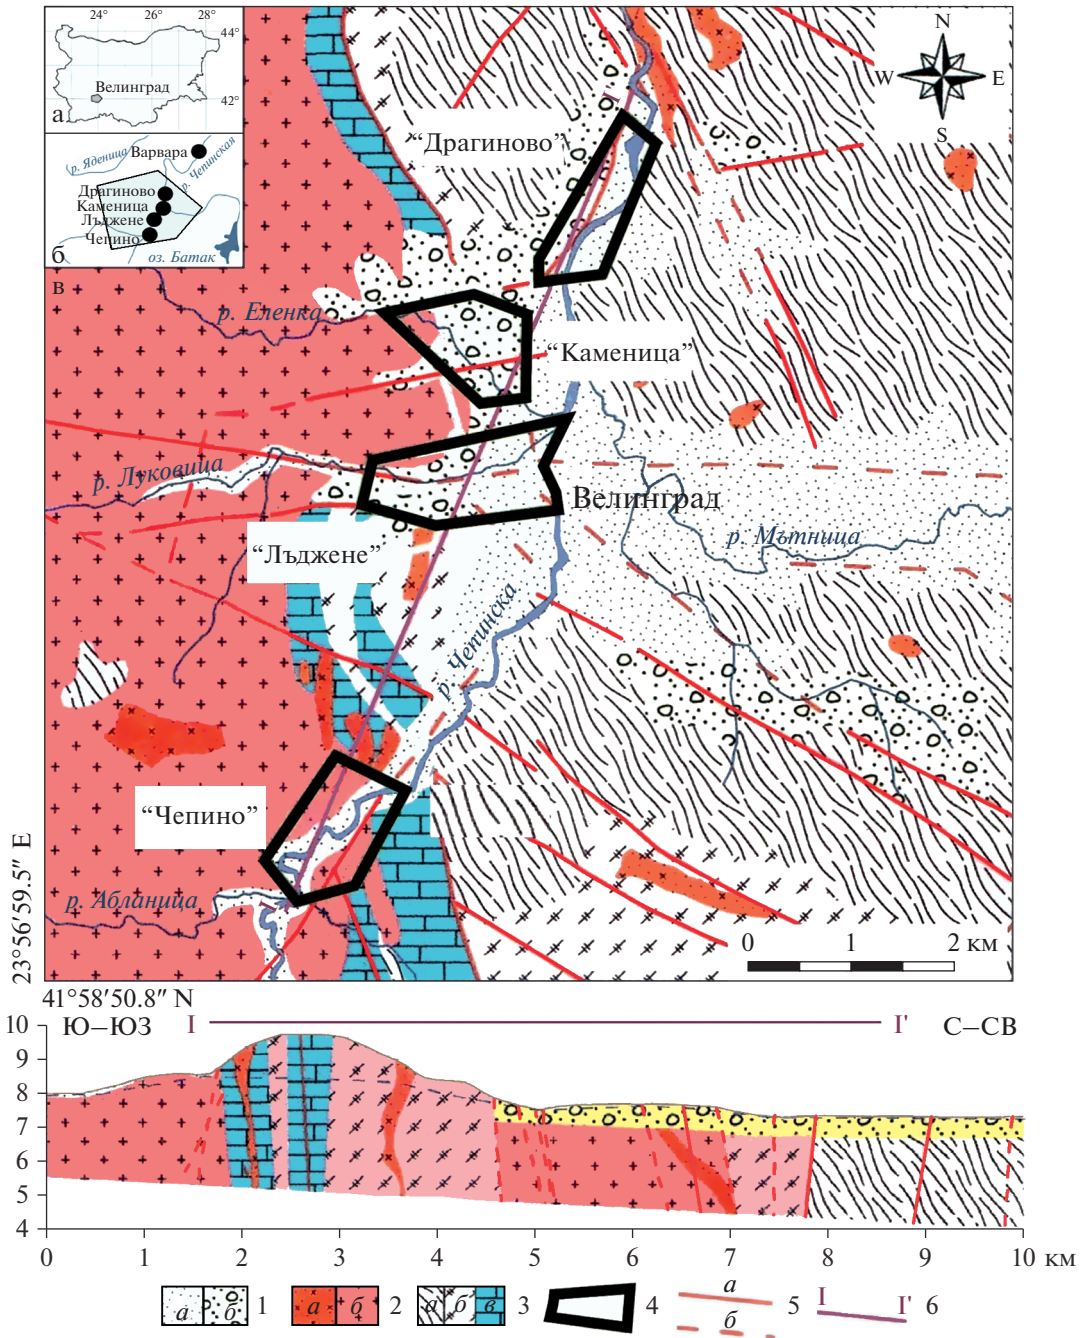 24° 26° 28°
44°
Велинград
42°
а
р. Яденица
Варвара
р. Чепинская
Драгиново
Каменица
Лъджене
Чепино
оз. Батак
б
в
N
W E
S
“Драгиново”
р. Еленка
“Каменица”
р. Луковица
Велинград
р. Мътница
“Лъджене”
р. Чепинска
“Чепино”
р. Абланица
I
I'
0 1 2 км
23°56′59.5″ E
41°58′50.8″ N
Ю–ЮЗ I I' С–СВ
10
9
8
7
6
5
4
0 1 2 3 4 5 6 7 8 9 10 км
а б 1 а б 2 а б в 3 4 а б 5 I I' 6